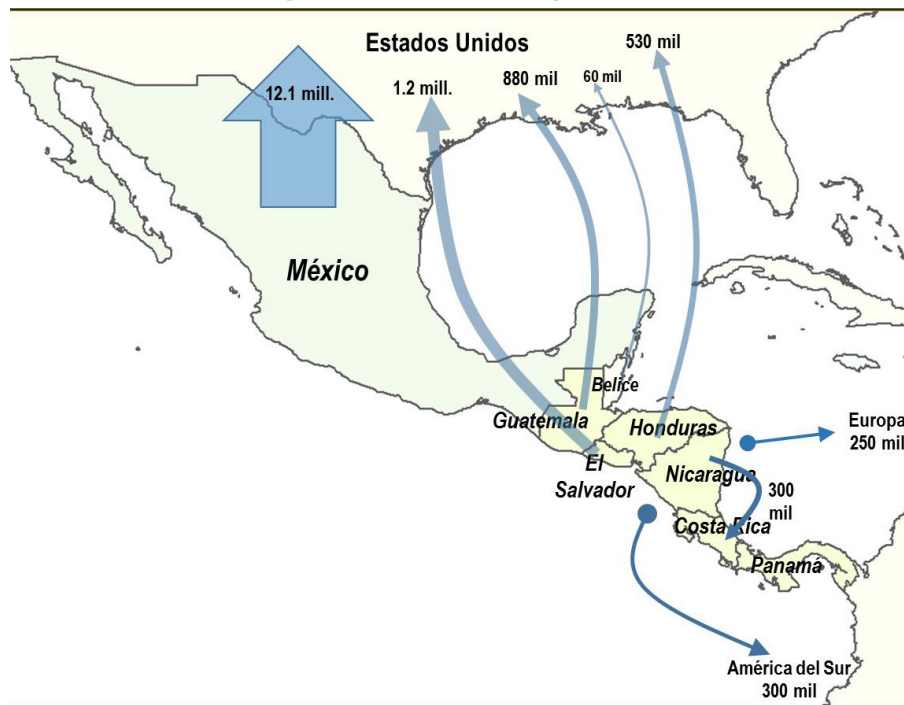 Estados Unidos
530 mil
12.1 mill.
1.2 mill.
880 mil
60 mil
México
Belice
Guatemala
Honduras
Europa
250 mil
El
Salvador
Nicaragua
300
mil
Costa Rica
Panamá
América del Sur
300 mil